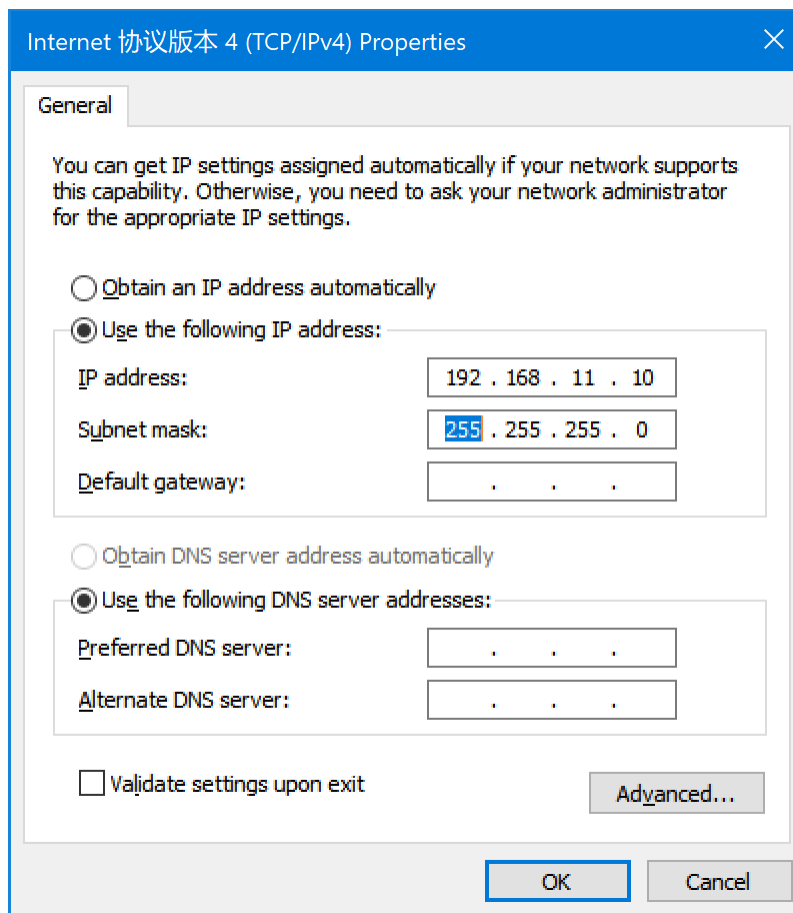 Internet 协议版本 4 (TCP/IPv4) Properties
General
You can get IP settings assigned automatically if your network supports
this capability. Otherwise, you need to ask your network administrator
for the appropriate IP settings.
Obtain an IP address automatically
Use the following IP address:
IP address: 192 . 168 . 11 . 10
Subnet mask: 255 . 255 . 255 . 0
Default gateway: . . .
Obtain DNS server address automatically
Use the following DNS server addresses:
Preferred DNS server: . . .
Alternate DNS server: . . .
Validate settings upon exit
Advanced...
OK Cancel